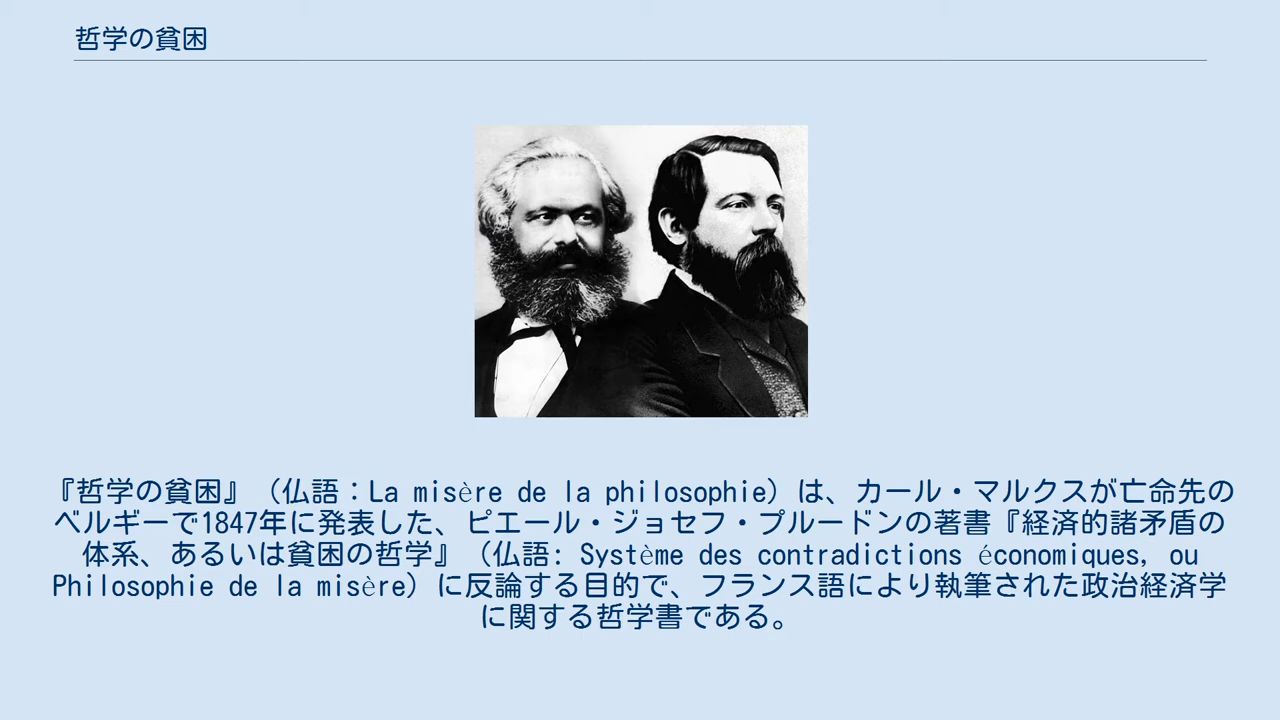 哲学の貧困
『哲学の貧困』（仏語：La misère de la philosophie）は、カール・マルクスが亡命先の
ベルギーで1847年に発表した、ピエール・ジョセフ・プルードンの著書『経済的諸矛盾の
体系、あるいは貧困の哲学』（仏語: Système des contradictions économiques, ou
Philosophie de la misère）に反論する目的で、フランス語により執筆された政治経済学
に関する哲学書である。